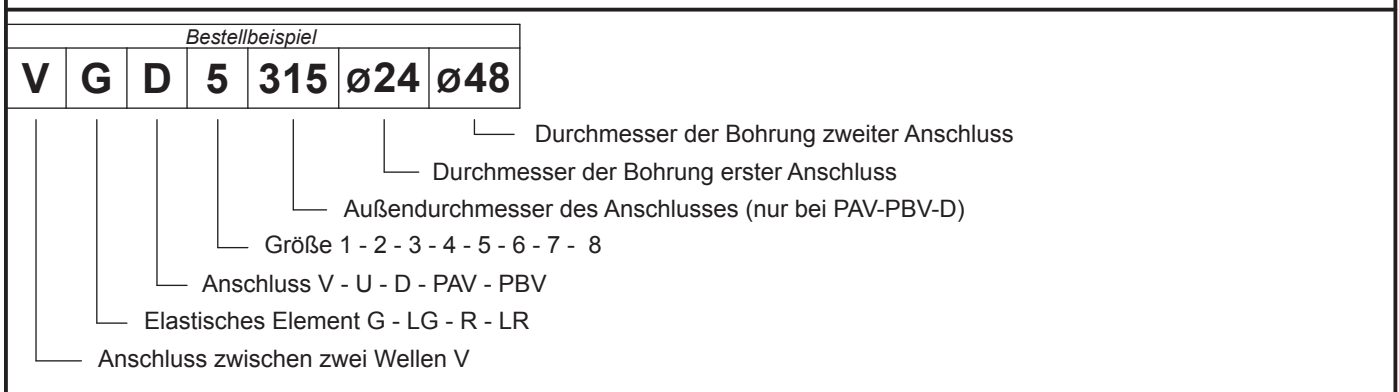 Bestellbeispiel
V G D 5 315 ø24 ø48
Durchmesser der Bohrung zweiter Anschluss
Durchmesser der Bohrung erster Anschluss
Außendurchmesser des Anschlusses (nur bei PAV-PBV-D)
Größe 1 - 2 - 3 - 4 - 5 - 6 - 7 - 8
Anschluss V - U - D - PAV - PBV
Elastisches Element G - LG - R - LR
Anschluss zwischen zwei Wellen V